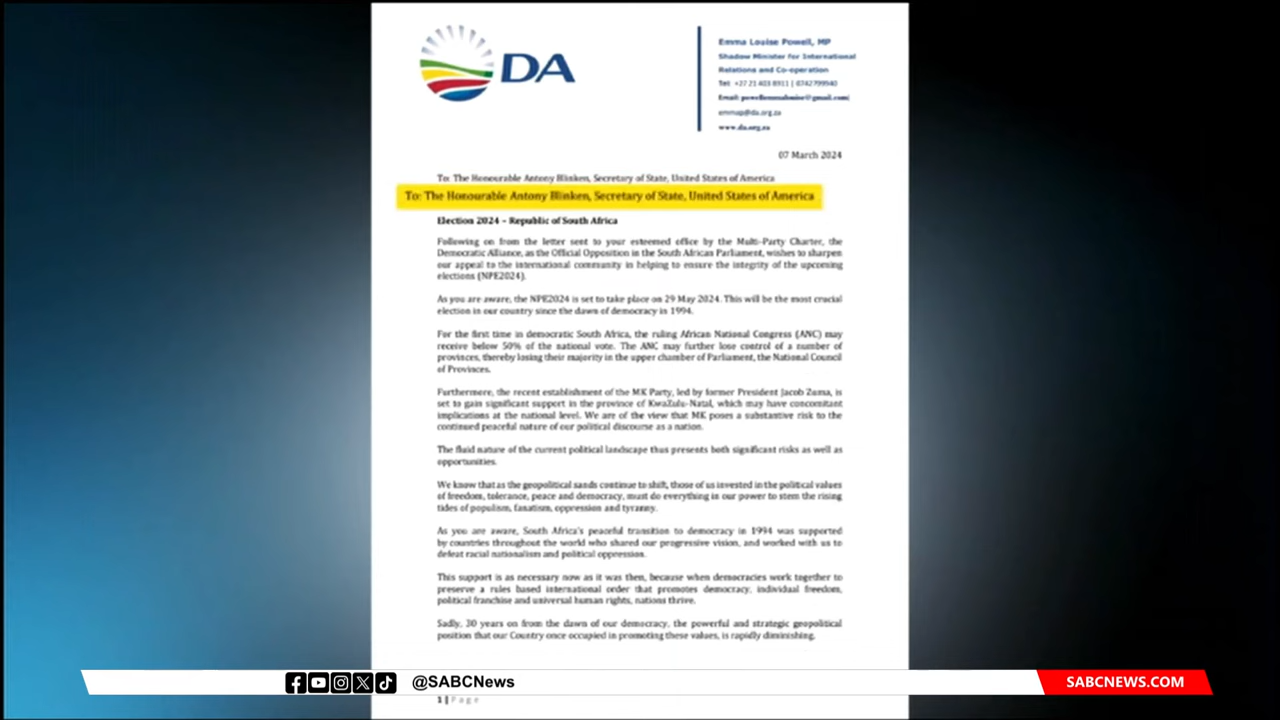 DA
Emma Louise Powell, MP
Shadow Minister for International
Relations and Co-operation
Tel: +27 21 403 8911 | 0742799940
Email: powellemmalouise@gmail.com|
emmap@da.org.za
www.da.org.za
07 March 2024
To: The Honourable Antony Blinken, Secretary of State, United States of America
To: The Honourable Antony Blinken, Secretary of State, United States of America
Election 2024 – Republic of South Africa
Following on from the letter sent to your esteemed office by the Multi-Party Charter, the
Democratic Alliance, as the Official Opposition in the South African Parliament, wishes to sharpen
our appeal to the international community in helping to ensure the integrity of the upcoming
elections (NPE2024).
As you are aware, the NPE2024 is set to take place on 29 May 2024. This will be the most crucial
election in our country since the dawn of democracy in 1994.
For the first time in democratic South Africa, the ruling African National Congress (ANC) may
receive below 50% of the national vote. The ANC may further lose control of a number of
provinces, thereby losing their majority in the upper chamber of Parliament, the National Council
of Provinces.
Furthermore, the recent establishment of the MK Party, led by former President Jacob Zuma, is
set to gain significant support in the province of KwaZulu-Natal, which may have concomitant
implications at the national level. We are of the view that MK poses a substantive risk to the
continued peaceful nature of our political discourse as a nation.
The fluid nature of the current political landscape thus presents both significant risks as well as
opportunities.
We know that as the geopolitical sands continue to shift, those of us invested in the political values
of freedom, tolerance, peace and democracy, must do everything in our power to stem the rising
tides of populism, fanatism, oppression and tyranny.
As you are aware, South Africa's peaceful transition to democracy in 1994 was supported
by countries throughout the world who shared our progressive vision, and worked with us to
defeat racial nationalism and political oppression.
This support is as necessary now as it was then, because when democracies work together to
preserve a rules based international order that promotes democracy, individual freedom,
political franchise and universal human rights, nations thrive.
Sadly, 30 years on from the dawn of our democracy, the powerful and strategic geopolitical
position that our Country once occupied in promoting these values, is rapidly diminishing.
@SABCNews
SABCNEWS.COM
1 | Page